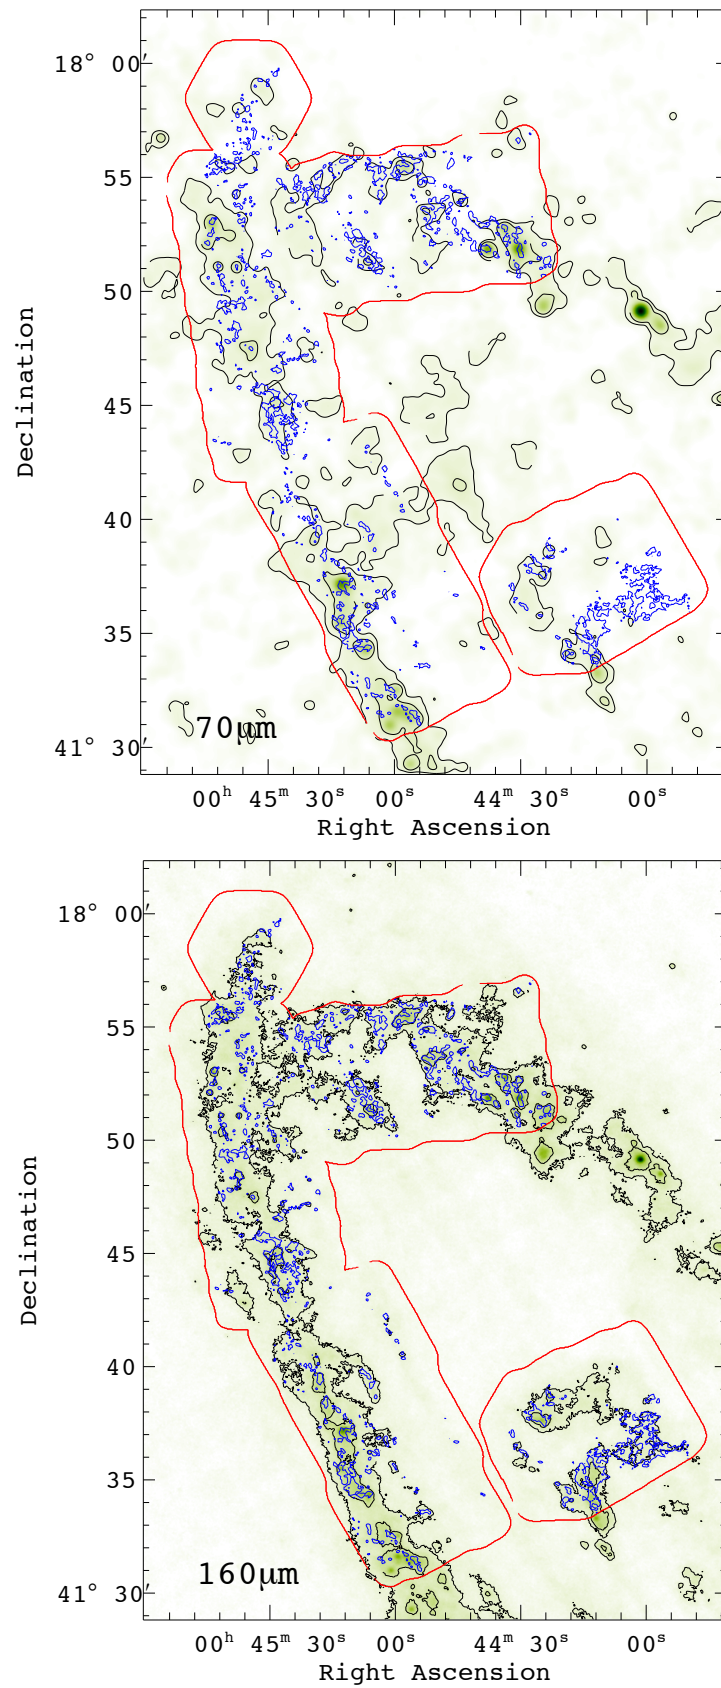 18° 00′
55
50
45
40
35
41° 30′
Declination
70μm
00ʰ 45ᵐ 30ˢ 00ˢ 44ᵐ 30ˢ 00ˢ
Right Ascension
18° 00′
55
50
45
40
35
41° 30′
Declination
160μm
00ʰ 45ᵐ 30ˢ 00ˢ 44ᵐ 30ˢ 00ˢ
Right Ascension